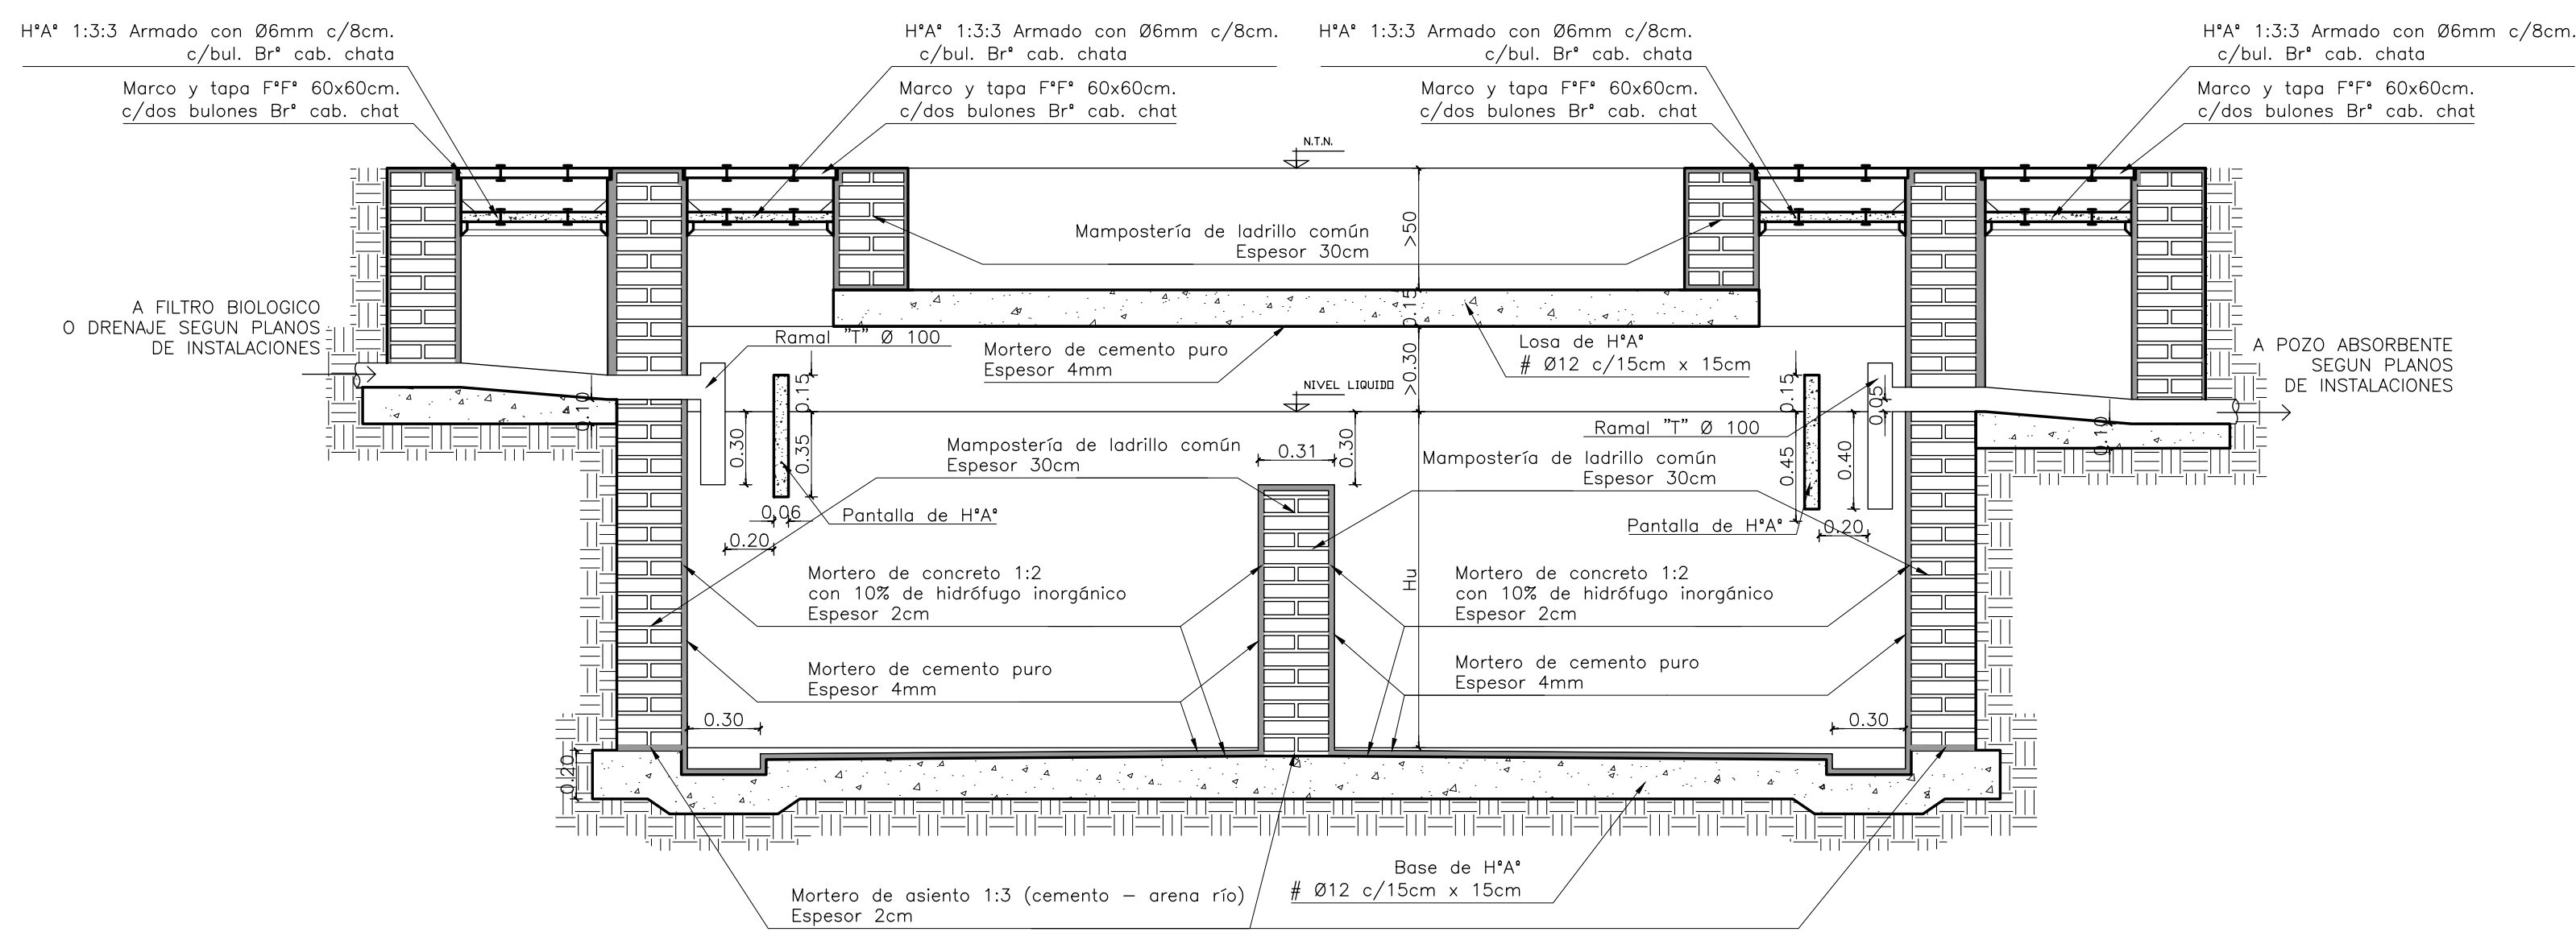 H°A° 1:3:3 Armado con Ø6mm c/8cm.
c/bul. Br° cab. chata
Marco y tapa F°F° 60x60cm.
c/dos bulones Br° cab. chat
H°A° 1:3:3 Armado con Ø6mm c/8cm.
c/bul. Br° cab. chata
Marco y tapa F°F° 60x60cm.
c/dos bulones Br° cab. chat
H°A° 1:3:3 Armado con Ø6mm c/8cm.
c/bul. Br° cab. chata
Marco y tapa F°F° 60x60cm.
c/dos bulones Br° cab. chat
H°A° 1:3:3 Armado con Ø6mm c/8cm.
c/bul. Br° cab. chata
Marco y tapa F°F° 60x60cm.
c/dos bulones Br° cab. chat
N.T.N.
Mampostería de ladrillo común
Espesor 30cm
>50
0.15
A FILTRO BIOLOGICO
O DRENAJE SEGUN PLANOS
DE INSTALACIONES
Ramal "T" Ø 100
Mortero de cemento puro
Espesor 4mm
Losa de H°A°
# Ø12 c/15cm x 15cm
>0.30
A POZO ABSORBENTE
SEGUN PLANOS
DE INSTALACIONES
NIVEL LIQUIDO
0.10
0.15
0.30
0.35
0.06
0.20
Pantalla de H°A°
Mampostería de ladrillo común
Espesor 30cm
0.31
0.30
Mampostería de ladrillo común
Espesor 30cm
Ramal "T" Ø 100
0.15
0.05
0.45
0.40
0.10
Pantalla de H°A°
0.20
Mortero de concreto 1:2
con 10% de hidrófugo inorgánico
Espesor 2cm
Hu
Mortero de concreto 1:2
con 10% de hidrófugo inorgánico
Espesor 2cm
Mortero de cemento puro
Espesor 4mm
Mortero de cemento puro
Espesor 4mm
0.30
0.30
0.20
Base de H°A°
# Ø12 c/15cm x 15cm
Mortero de asiento 1:3 (cemento – arena río)
Espesor 2cm